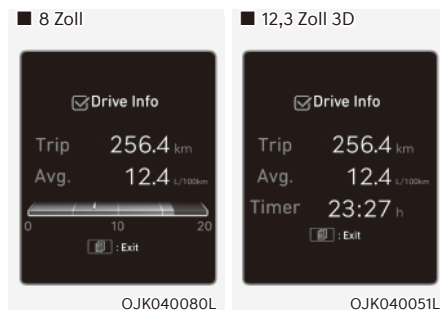 ■ 8 Zoll
Drive Info
Trip 256.4 km
Avg. 12.4 L/100km
0 10 20
: Exit
OJK040080L
■ 12,3 Zoll 3D
Drive Info
Trip 256.4 km
Avg. 12.4 L/100km
Timer 23:27 h
: Exit
OJK040051L